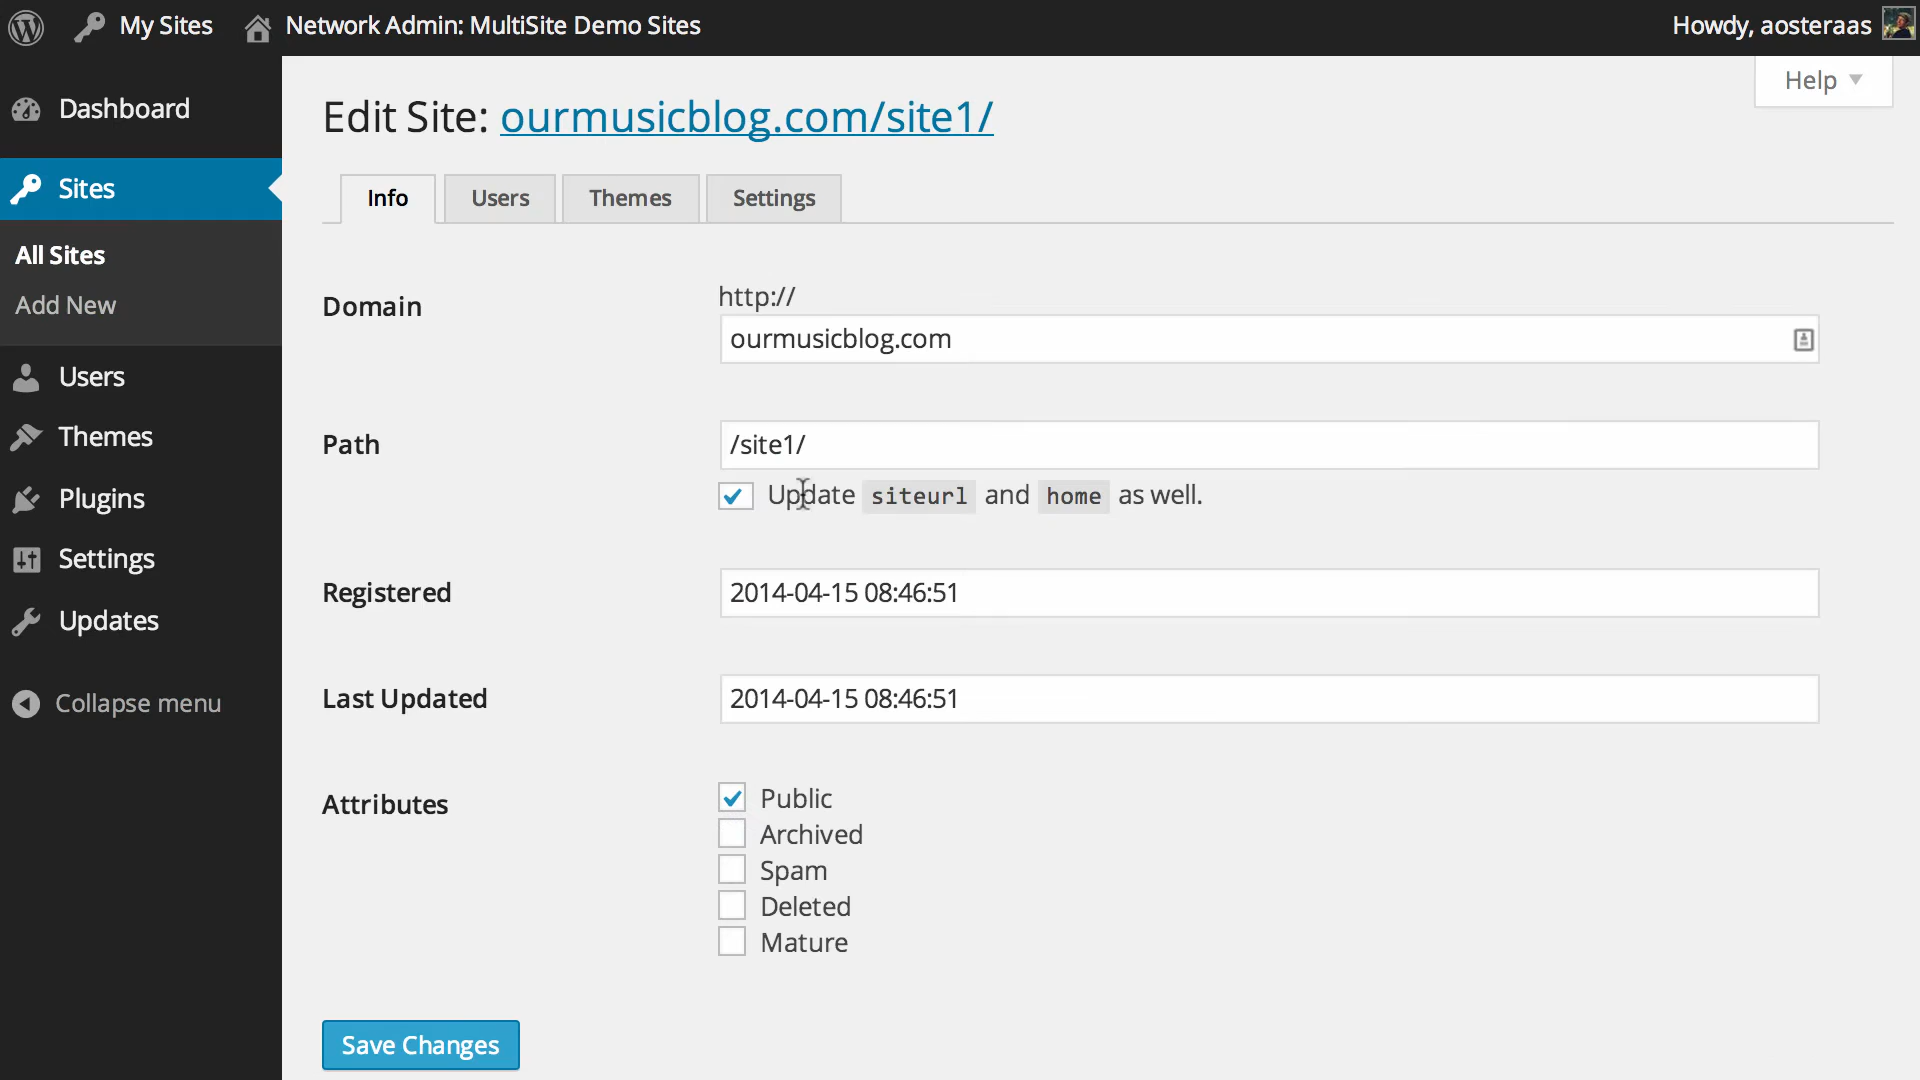 My Sites
Network Admin: MultiSite Demo Sites
Howdy, aosteraas
Help
Dashboard
Sites
All Sites
Add New
Users
Themes
Plugins
Settings
Updates
Collapse menu
Edit Site: ourmusicblog.com/site1/
Info Users Themes Settings
Domain
http://
ourmusicblog.com
Path
/site1/
Update siteurl and home as well.
Registered
2014-04-15 08:46:51
Last Updated
2014-04-15 08:46:51
Attributes
Public
Archived
Spam
Deleted
Mature
Save Changes